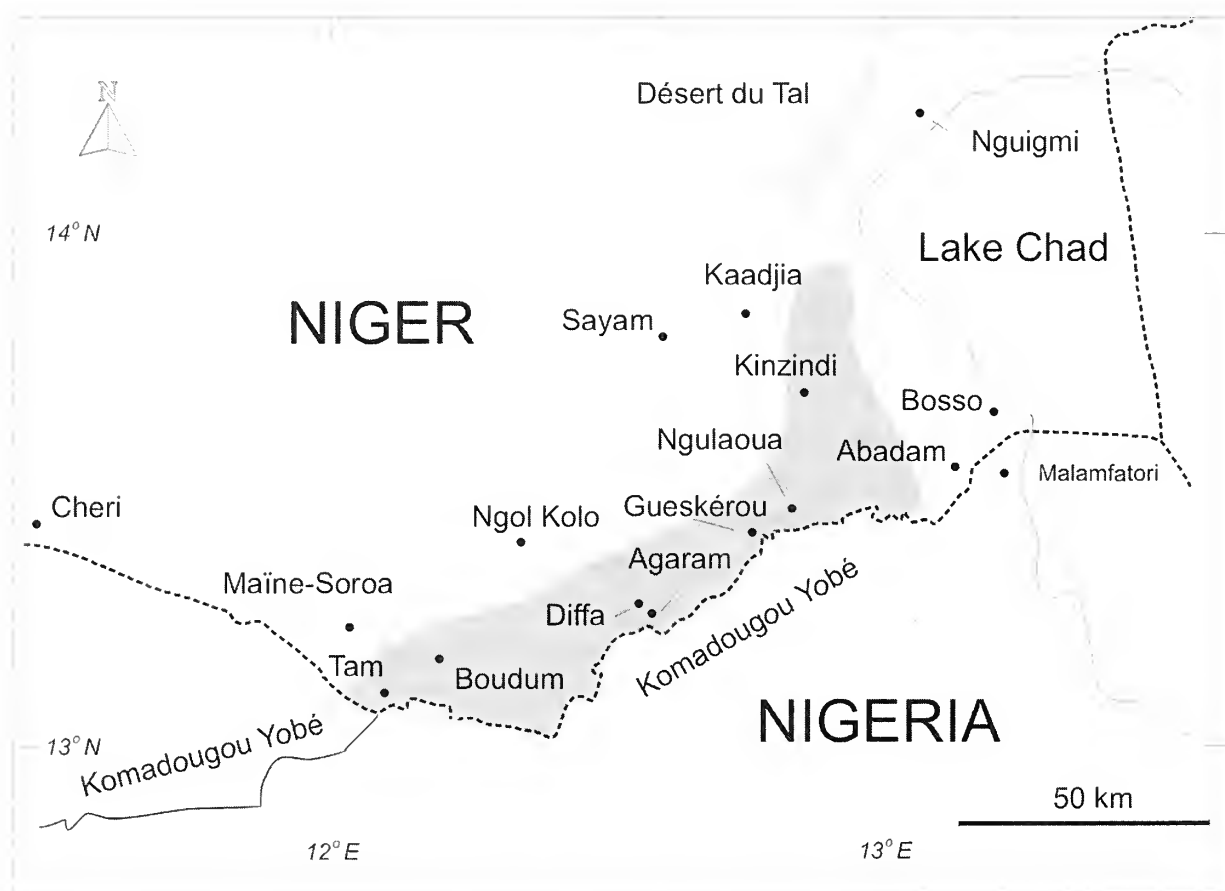 N
Désert du Tal
Nguigmi
14° N
Lake Chad
Kaadjia
NIGER
Sayam
Kinzindi
Bosso
Ngulaoua
Abadam
Malamfatori
Cheri
Ngol Kolo
Gueskérou
Agaram
Maïne-Soroa
Diffa
Komadougou Yobé
Tam
Boudum
NIGERIA
13° N
Komadougou Yobé
50 km
12° E
13° E